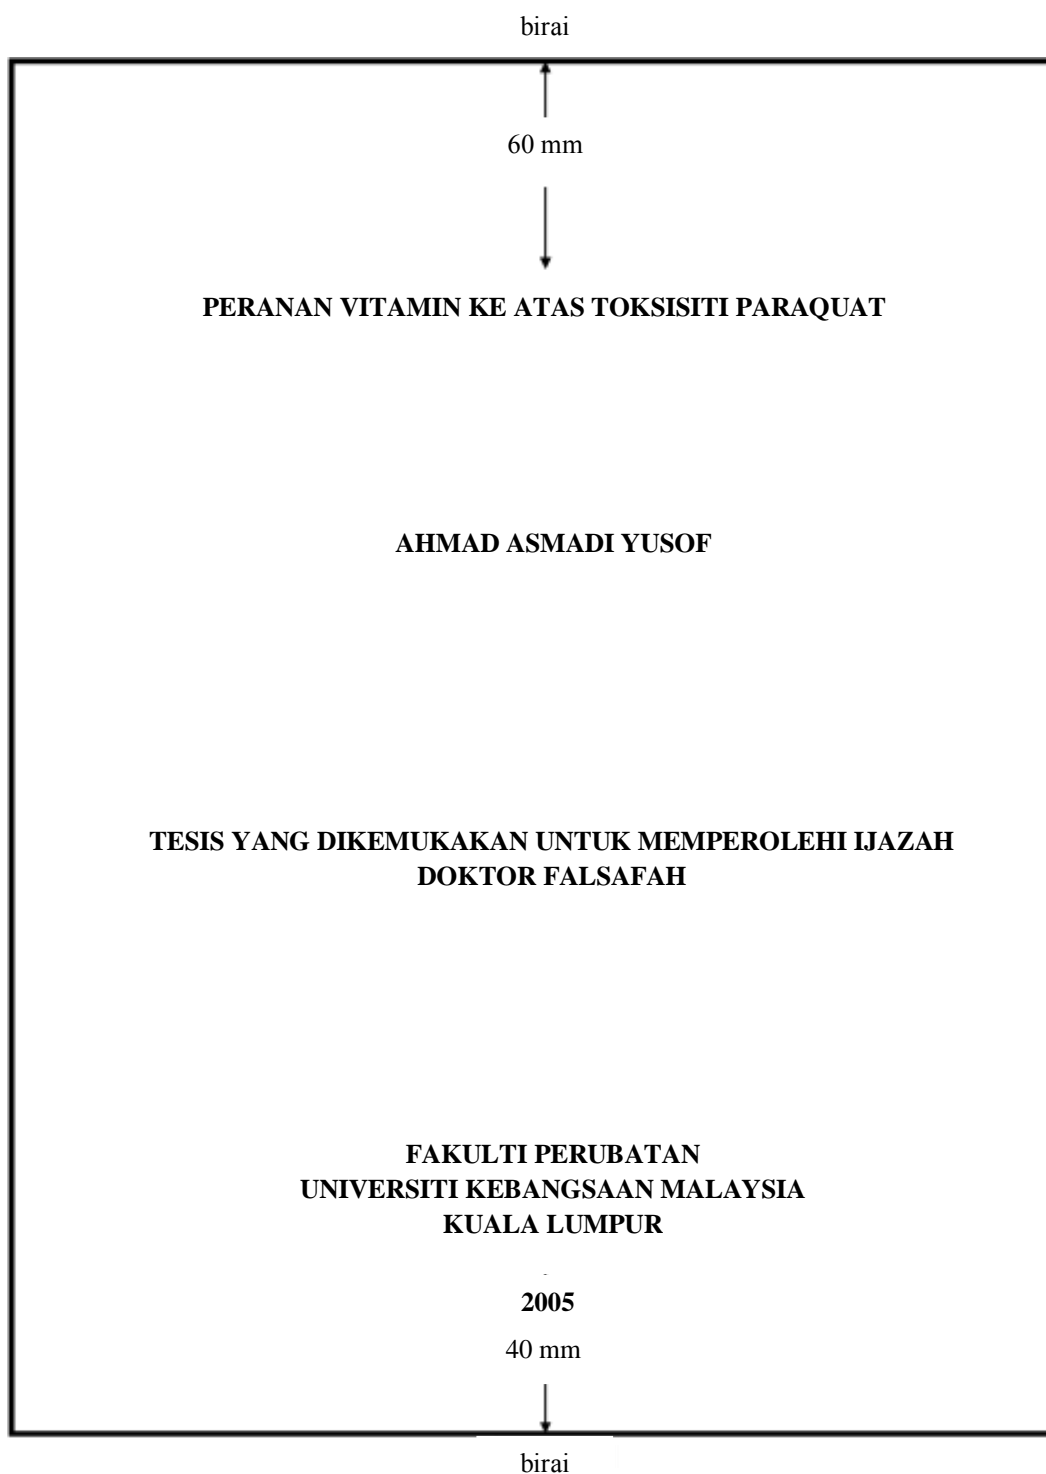 birai
60 mm
PERANAN VITAMIN KE ATAS TOKSISITI PARAQUAT
AHMAD ASMADI YUSOF
TESIS YANG DIKEMUKAKAN UNTUK MEMPEROLEHI IJAZAH
DOKTOR FALSAFAH
FAKULTI PERUBATAN
UNIVERSITI KEBANGSAAN MALAYSIA
KUALA LUMPUR
2005
40 mm
birai